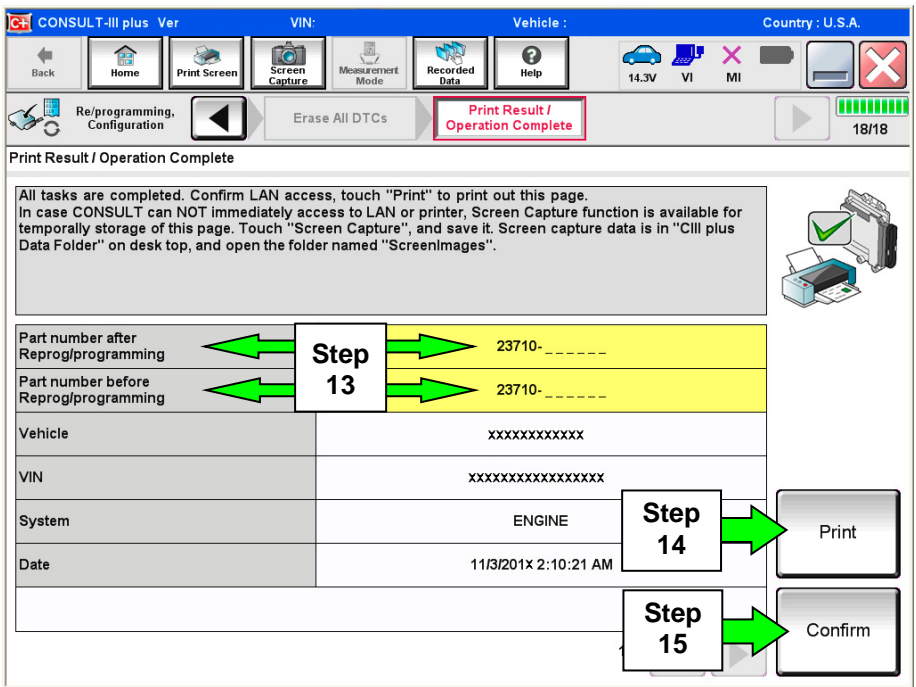 C+ CONSULT-III plus Ver VIN: Vehicle : Country : U.S.A.
Back
Home
Print Screen
Screen
Capture
Measurement
Mode
Recorded
Data
Help
14.3V
VI
MI
Re/programming,
Configuration
Erase All DTCs
Print Result /
Operation Complete
18/18
Print Result / Operation Complete
All tasks are completed. Confirm LAN access, touch "Print" to print out this page.
In case CONSULT can NOT immediately access to LAN or printer, Screen Capture function is available for
temporally storage of this page. Touch "Screen Capture", and save it. Screen capture data is in "CIII plus
Data Folder" on desk top, and open the folder named "ScreenImages".
Part number after
Reprog/programming
23710-_ _ _ _ _ _
Step
13
Part number before
Reprog/programming
23710-_ _ _ _ _ _
Vehicle
xxxxxxxxxxxx
VIN
xxxxxxxxxxxxxxxxx
System
ENGINE
Step
14
Print
Date
11/3/201x 2:10:21 AM
Step
15
Confirm